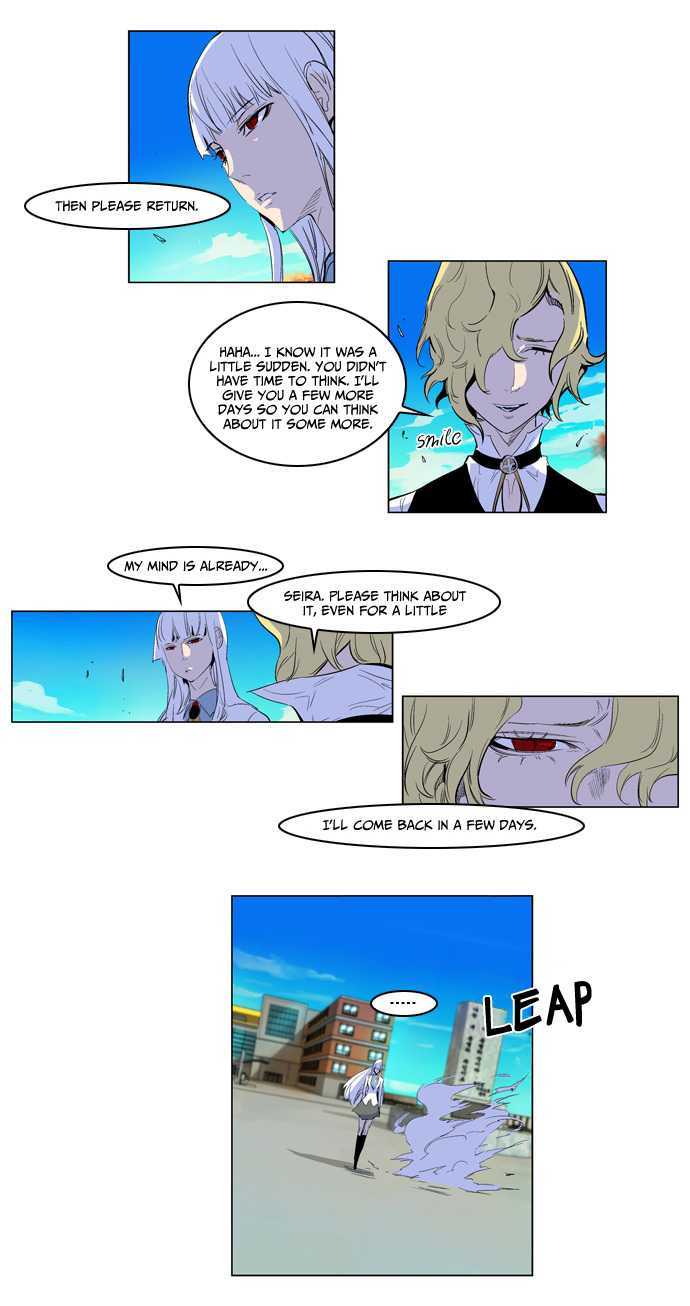 THEN PLEASE RETURN.
HAHA... I KNOW IT WAS A
LITTLE SUDDEN. YOU DIDN'T
HAVE TIME TO THINK. I'LL
GIVE YOU A FEW MORE
DAYS SO YOU CAN THINK
ABOUT IT SOME MORE.
smile
MY MIND IS ALREADY...
SEIRA. PLEASE THINK ABOUT
IT, EVEN FOR A LITTLE
I'LL COME BACK IN A FEW DAYS.
-----
LEAP